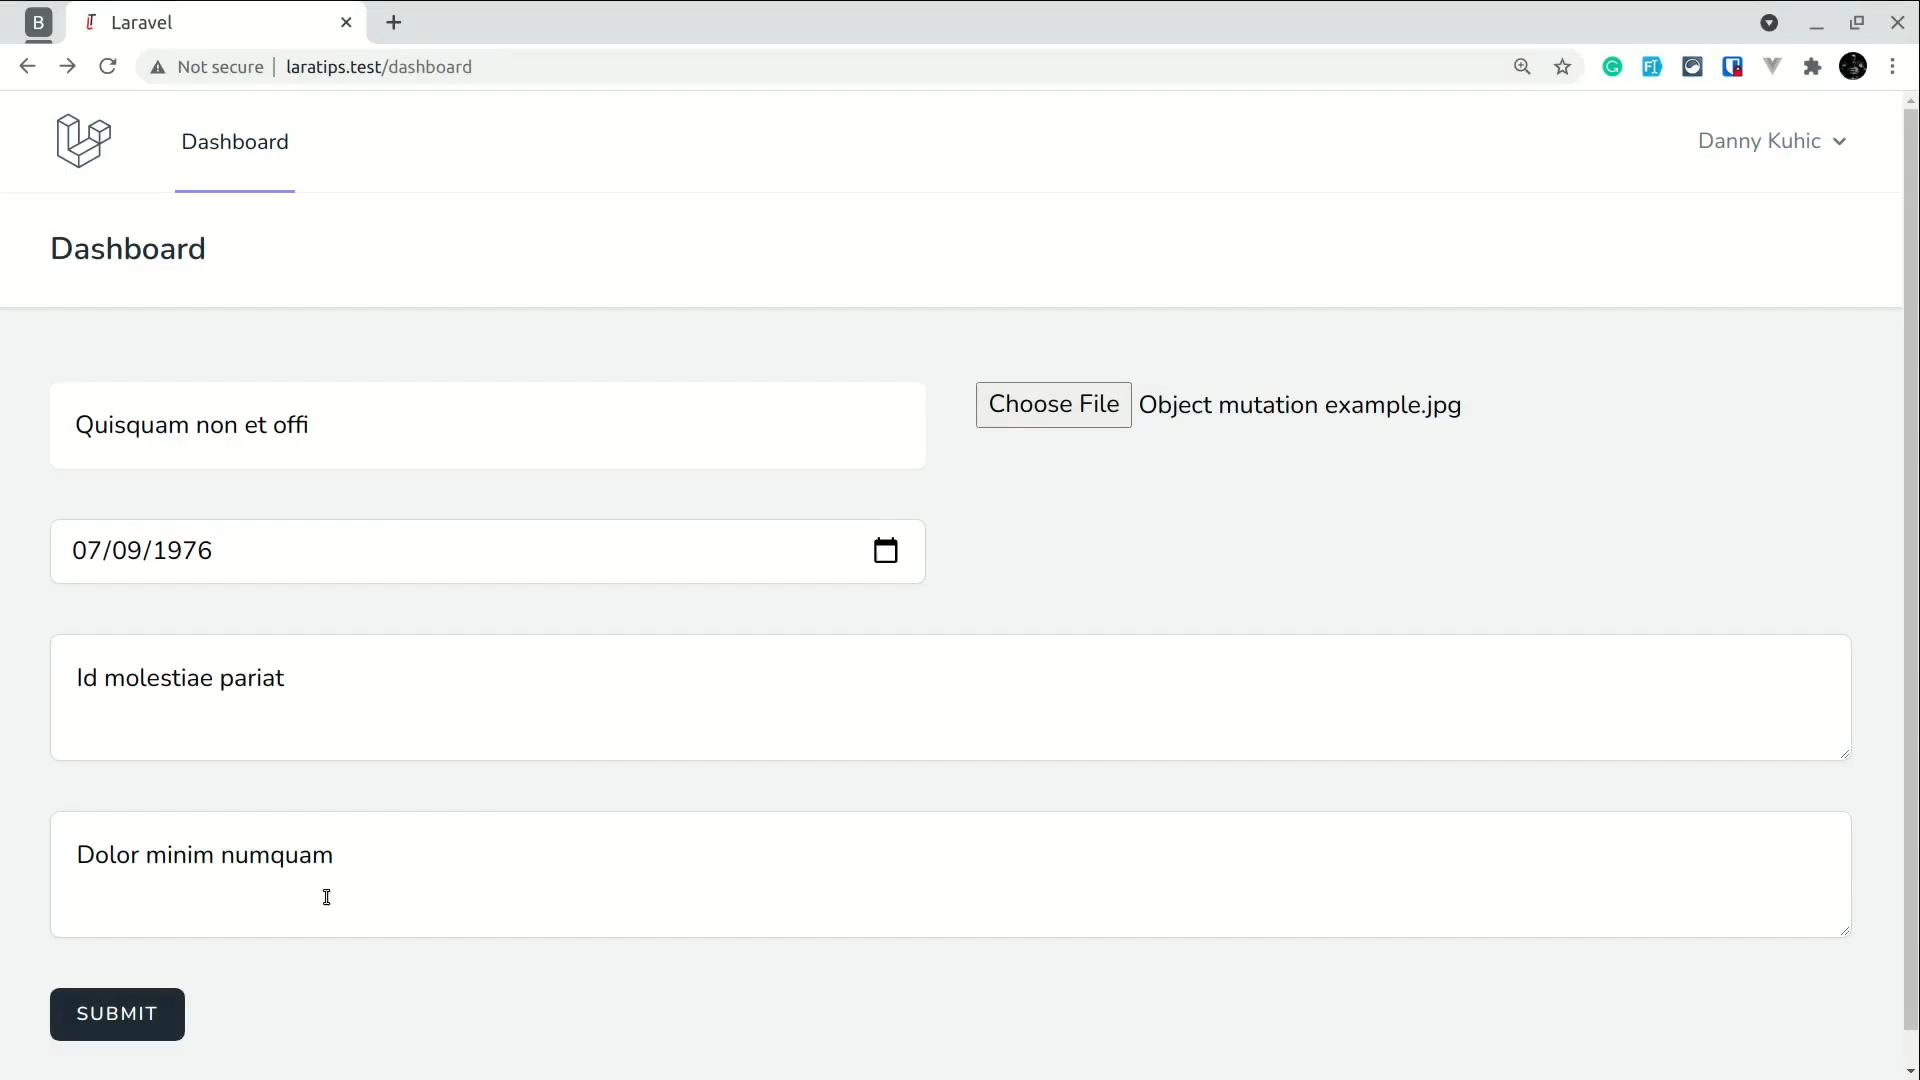 B
Laravel
Not secure
laratips.test/dashboard
Dashboard
Danny Kuhic
Dashboard
Quisquam non et offi
Choose File Object mutation example.jpg
07/09/1976
Id molestiae pariat
Dolor minim numquam
SUBMIT